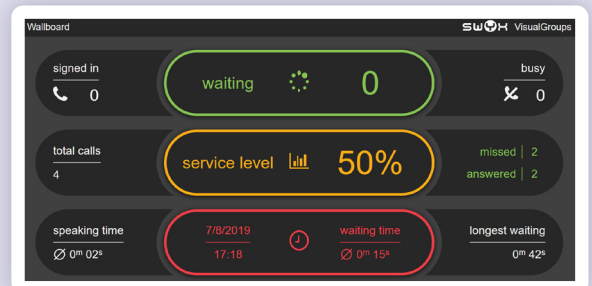 Wallboard
swyx VisualGroups
signed in
0
waiting
0
busy
0
total calls
4
service level
50%
missed | 2
answered | 2
speaking time
Ø 0m 02s
7/8/2019
17:18
waiting time
Ø 0m 15s
longest waiting
0m 42s